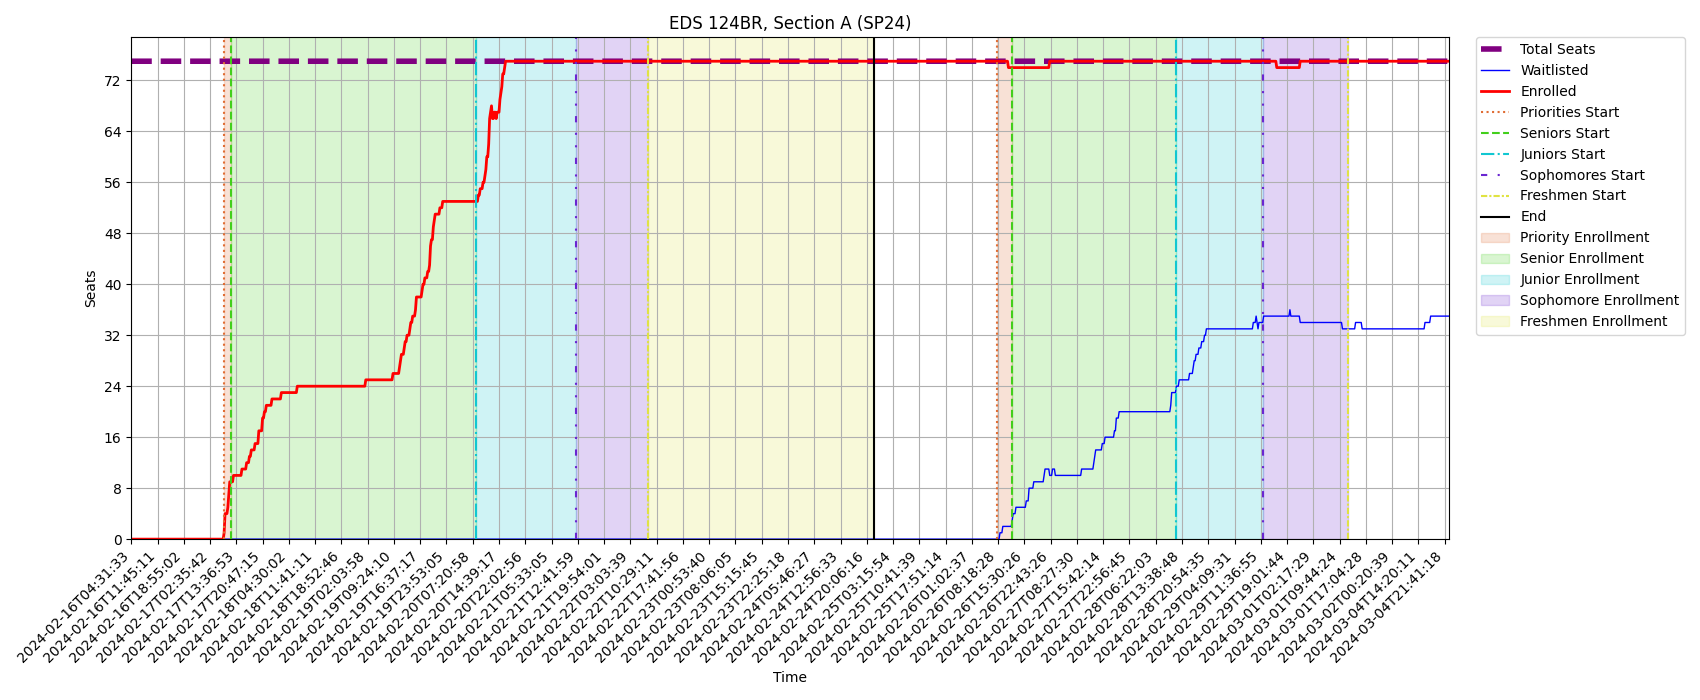 EDS 124BR, Section A (SP24)
Total Seats
Waitlisted
Enrolled
Priorities Start
Seniors Start
Juniors Start
Sophomores Start
Freshmen Start
End
Priority Enrollment
Senior Enrollment
Junior Enrollment
Sophomore Enrollment
Freshmen Enrollment
Seats
72
64
56
48
40
32
24
16
8
0
2024-02-16T04:31:33
2024-02-16T11:45:11
2024-02-16T18:55:02
2024-02-17T02:35:42
2024-02-17T13:36:53
2024-02-17T20:47:15
2024-02-18T04:30:02
2024-02-18T11:41:11
2024-02-18T18:52:46
2024-02-19T02:03:58
2024-02-19T09:24:10
2024-02-19T16:37:17
2024-02-19T23:53:05
2024-02-20T07:20:58
2024-02-20T14:39:17
2024-02-20T22:02:56
2024-02-21T05:33:05
2024-02-21T12:41:59
2024-02-21T19:54:01
2024-02-22T03:03:39
2024-02-22T10:29:11
2024-02-22T17:41:56
2024-02-23T00:53:40
2024-02-23T08:06:05
2024-02-23T15:15:45
2024-02-23T22:25:18
2024-02-24T05:46:27
2024-02-24T12:56:33
2024-02-24T20:06:16
2024-02-25T03:15:54
2024-02-25T10:41:39
2024-02-25T17:51:14
2024-02-26T01:02:37
2024-02-26T08:18:28
2024-02-26T15:30:26
2024-02-26T22:43:26
2024-02-27T08:27:30
2024-02-27T15:42:14
2024-02-27T22:56:45
2024-02-28T06:22:03
2024-02-28T13:38:48
2024-02-28T20:54:35
2024-02-29T04:09:31
2024-02-29T11:36:55
2024-02-29T19:01:44
2024-03-01T02:17:29
2024-03-01T09:44:24
2024-03-01T17:04:28
2024-03-02T00:20:39
2024-03-04T14:20:11
2024-03-04T21:41:18
Time